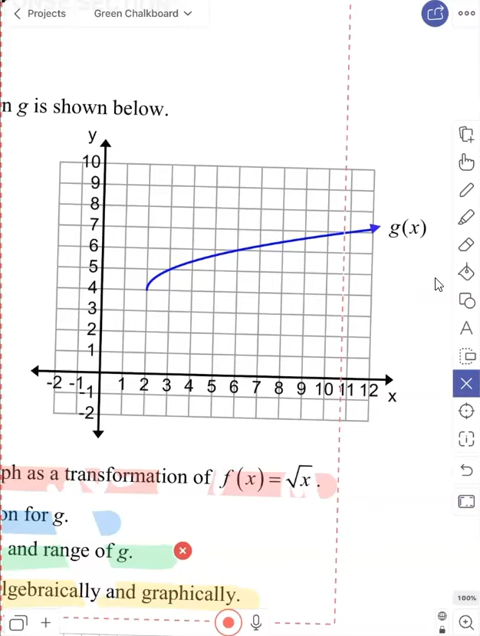 Projects Green Chalkboard
n g is shown below.
y
10
9
8
7
6
5
4
3
2
1
-2 -1 1 2 3 4 5 6 7 8 9 10 11 12 x
-1
-2
g(x)
ph as a transformation of f(x) = √x.
on for g.
and range of g.
lgebraically and graphically.
100%